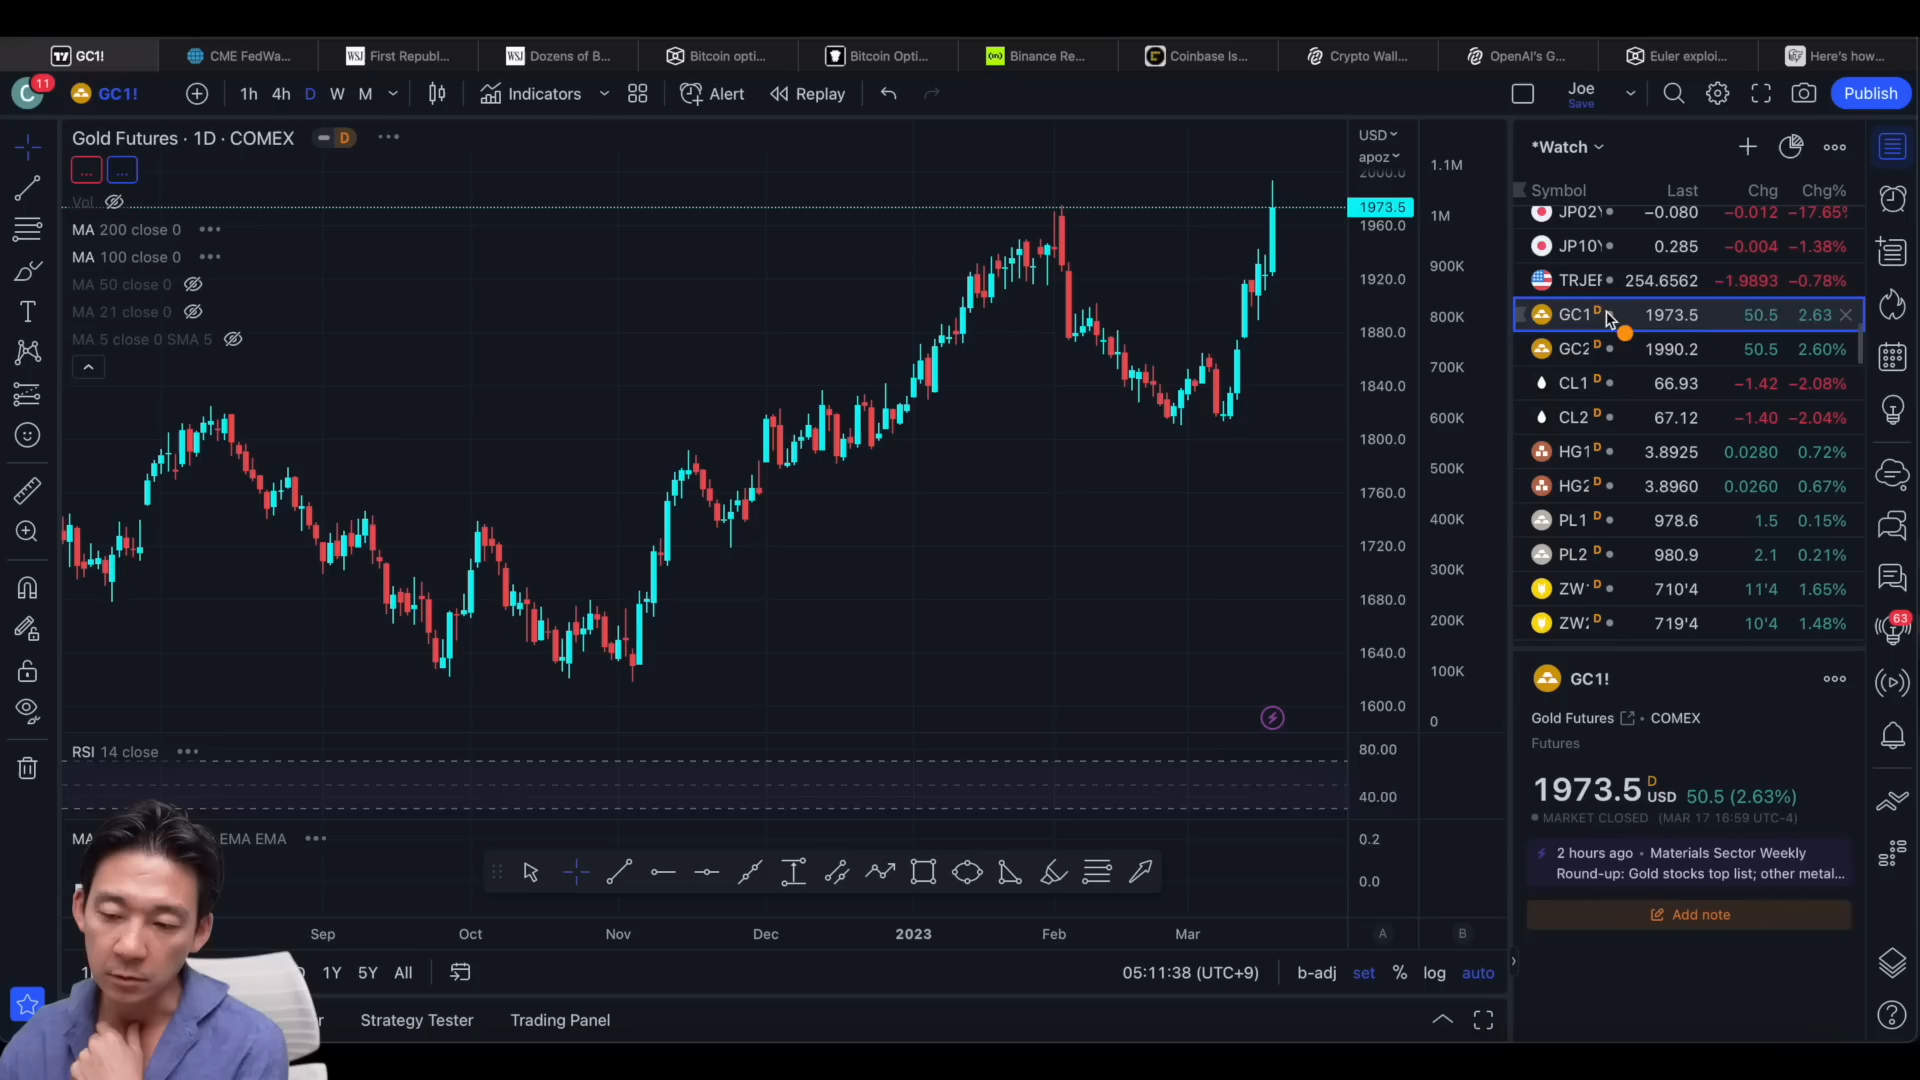 GC1!
CME FedWa...
WSJ First Republ...
WSJ Dozens of B...
Bitcoin opti...
Bitcoin Opti...
Binance Re...
Coinbase Is...
Crypto Wall...
OpenAI's G...
Euler exploi...
Here's how...
C 11
GC1!
1h 4h D W M
Indicators
Alert
Replay
Joe
Save
Publish
Gold Futures · 1D · COMEX
D
Vol
MA 200 close 0
MA 100 close 0
MA 50 close 0
MA 21 close 0
MA 5 close 0 SMA 5
USD
apoz
2000.0
1973.5
1960.0
1920.0
1880.0
1840.0
1800.0
1760.0
1720.0
1680.0
1640.0
1600.0
1.1M
1M
900K
800K
700K
600K
500K
400K
300K
200K
100K
0
RSI 14 close
80.00
40.00
EMA EMA
0.2
0.0
Sep Oct Nov Dec 2023 Feb Mar
A B
1Y 5Y All
05:11:38 (UTC+9)
b-adj set % log auto
Strategy Tester
Trading Panel
*Watch
Symbol Last Chg Chg%
JP02Y −0.080 −0.012 −17.65%
JP10Y 0.285 −0.004 −1.38%
TRJEF 254.6562 −1.9893 −0.78%
GC1 D 1973.5 50.5 2.63
GC2 D 1990.2 50.5 2.60%
CL1 D 66.93 −1.42 −2.08%
CL2 D 67.12 −1.40 −2.04%
HG1 D 3.8925 0.0280 0.72%
HG2 D 3.8960 0.0260 0.67%
PL1 D 978.6 1.5 0.15%
PL2 D 980.9 2.1 0.21%
ZW D 710'4 11'4 1.65%
ZW2 D 719'4 10'4 1.48%
GC1!
Gold Futures · COMEX
Futures
1973.5 D USD 50.5 (2.63%)
MARKET CLOSED (MAR 17 16:59 UTC-4)
2 hours ago · Materials Sector Weekly
Round-up: Gold stocks top list; other metal...
Add note
63